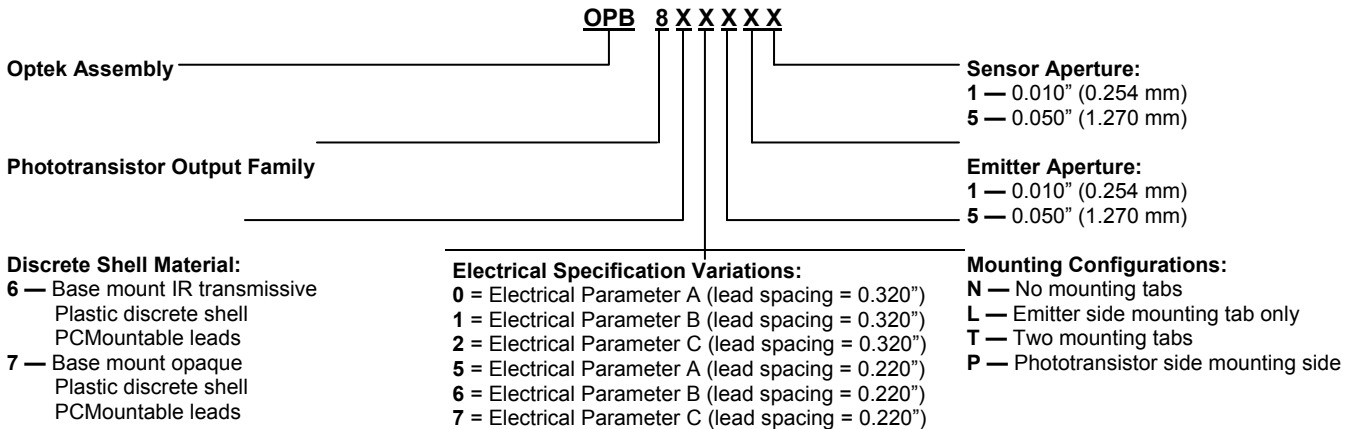 OPB 8 X X X X X
Optek Assembly
Phototransistor Output Family
Discrete Shell Material:
6 — Base mount IR transmissive
Plastic discrete shell
PCMountable leads
7 — Base mount opaque
Plastic discrete shell
PCMountable leads
Electrical Specification Variations:
0 = Electrical Parameter A (lead spacing = 0.320”)
1 = Electrical Parameter B (lead spacing = 0.320”)
2 = Electrical Parameter C (lead spacing = 0.320”)
5 = Electrical Parameter A (lead spacing = 0.220”)
6 = Electrical Parameter B (lead spacing = 0.220”)
7 = Electrical Parameter C (lead spacing = 0.220”)
Sensor Aperture:
1 — 0.010” (0.254 mm)
5 — 0.050” (1.270 mm)
Emitter Aperture:
1 — 0.010” (0.254 mm)
5 — 0.050” (1.270 mm)
Mounting Configurations:
N — No mounting tabs
L — Emitter side mounting tab only
T — Two mounting tabs
P — Phototransistor side mounting side